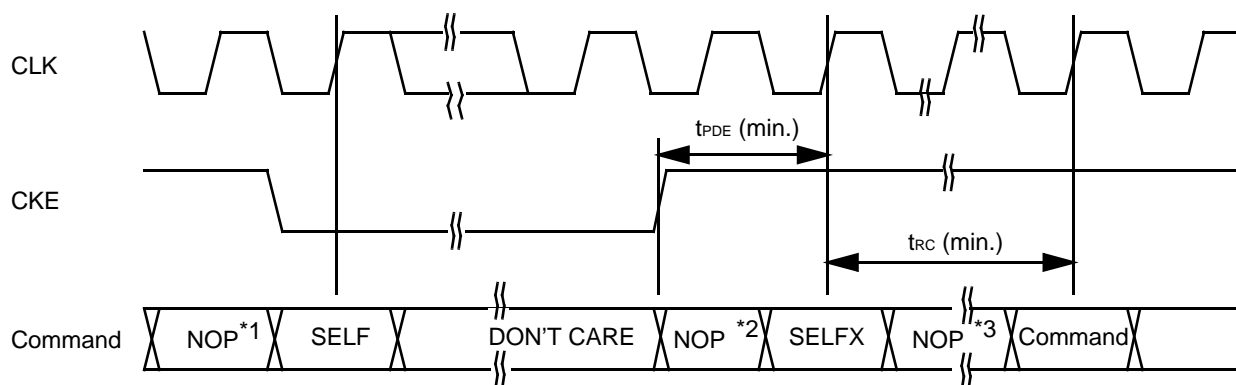 CLK
tPDE (min.)
CKE
tRC (min.)
Command NOP*1 SELF DON'T CARE NOP *2 SELFX NOP*3 Command